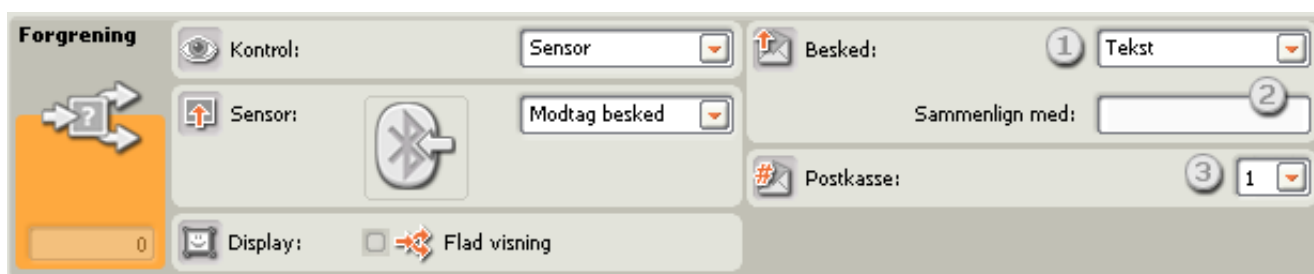 Forgrening
Kontrol:
Sensor
Sensor:
Modtag besked
0
Display:
Flad visning
Besked:
1
Tekst
Sammenlign med:
2
#
Postkasse:
3
1